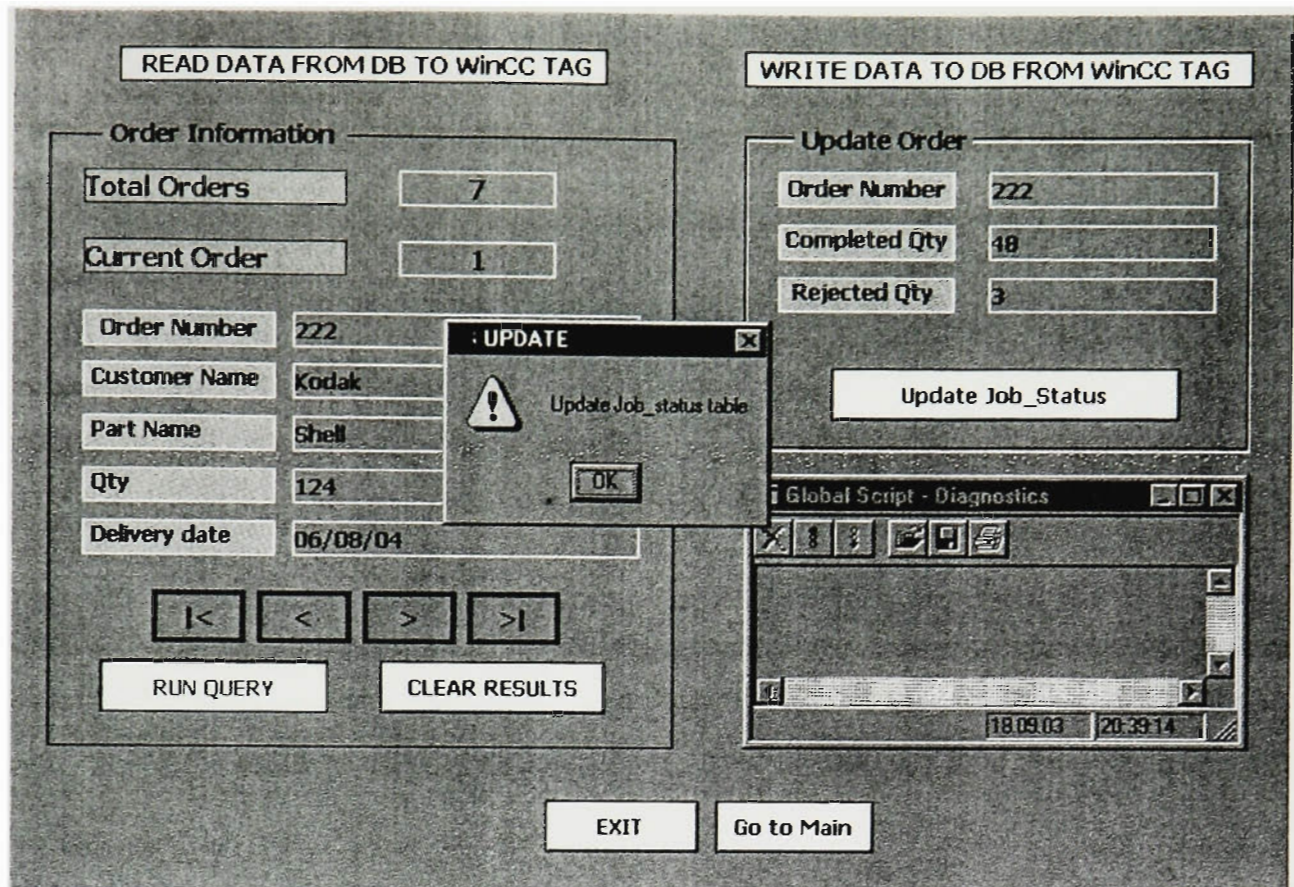 READ DATA FROM DB TO WinCC TAG
Order Information
Total Orders 7
Current Order 1
Order Number 222
Customer Name Kodak
Part Name Shell
Qty 124
Delivery date 06/08/04
|< < > >|
RUN QUERY CLEAR RESULTS
WRITE DATA TO DB FROM WinCC TAG
Update Order
Order Number 222
Completed Qty 48
Rejected Qty 3
Update Job_Status
: UPDATE
Update Job_status table
OK
Global Script - Diagnostics
18.09.03 20:39:14
EXIT Go to Main